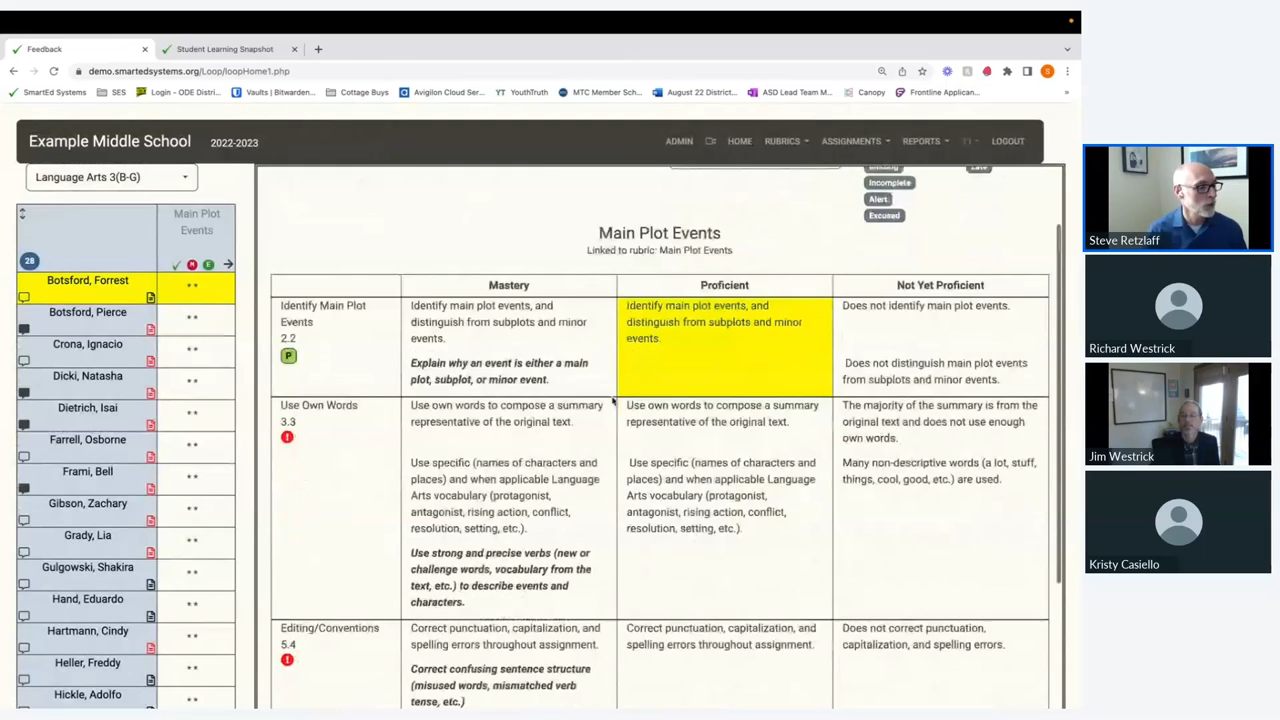 Feedback
Student Learning Snapshot
demo.smartedsystems.org/Loop/loopHome1.php
S
SmartEd Systems
SES
Login - ODE Distri...
Vaults | Bitwarden...
Cottage Buys
Avigilon Cloud Ser...
YouthTruth
MTC Member Sch...
August 22 District...
ASD Lead Team M...
Canopy
Frontline Applican...
»
Example Middle School 2022-2023
ADMIN HOME RUBRICS ASSIGNMENTS REPORTS LOGOUT
Language Arts 3(B-G)
Main Plot
Events
28
M E
Botsford, Forrest
**
Botsford, Pierce
**
Crona, Ignacio
**
Dicki, Natasha
**
Dietrich, Isai
**
Farrell, Osborne
**
Frami, Bell
**
Gibson, Zachary
**
Grady, Lia
**
Gulgowski, Shakira
**
Hand, Eduardo
**
Hartmann, Cindy
**
Heller, Freddy
**
Hickle, Adolfo
**
Late
Incomplete
Alert
Excused
Main Plot Events
Linked to rubric: Main Plot Events
Mastery
Proficient
Not Yet Proficient
Identify Main Plot
Events
2.2
P
Identify main plot events, and
distinguish from subplots and minor
events.
Explain why an event is either a main
plot, subplot, or minor event.
Identify main plot events, and
distinguish from subplots and minor
events.
Does not identify main plot events.
Does not distinguish main plot events
from subplots and minor events.
Use Own Words
3.3
!
Use own words to compose a summary
representative of the original text.
Use specific (names of characters and
places) and when applicable Language
Arts vocabulary (protagonist,
antagonist, rising action, conflict,
resolution, setting, etc.).
Use strong and precise verbs (new or
challenge words, vocabulary from the
text, etc.) to describe events and
characters.
Use own words to compose a summary
representative of the original text.
Use specific (names of characters and
places) and when applicable Language
Arts vocabulary (protagonist,
antagonist, rising action, conflict,
resolution, setting, etc.).
The majority of the summary is from the
original text and does not use enough
own words.
Many non-descriptive words (a lot, stuff,
things, cool, good, etc.) are used.
Editing/Conventions
5.4
!
Correct punctuation, capitalization, and
spelling errors throughout assignment.
Correct confusing sentence structure
(misused words, mismatched verb
tense, etc.)
Correct punctuation, capitalization, and
spelling errors throughout assignment.
Does not correct punctuation,
capitalization, and spelling errors.
Steve Retzlaff
Richard Westrick
Jim Westrick
Kristy Casiello